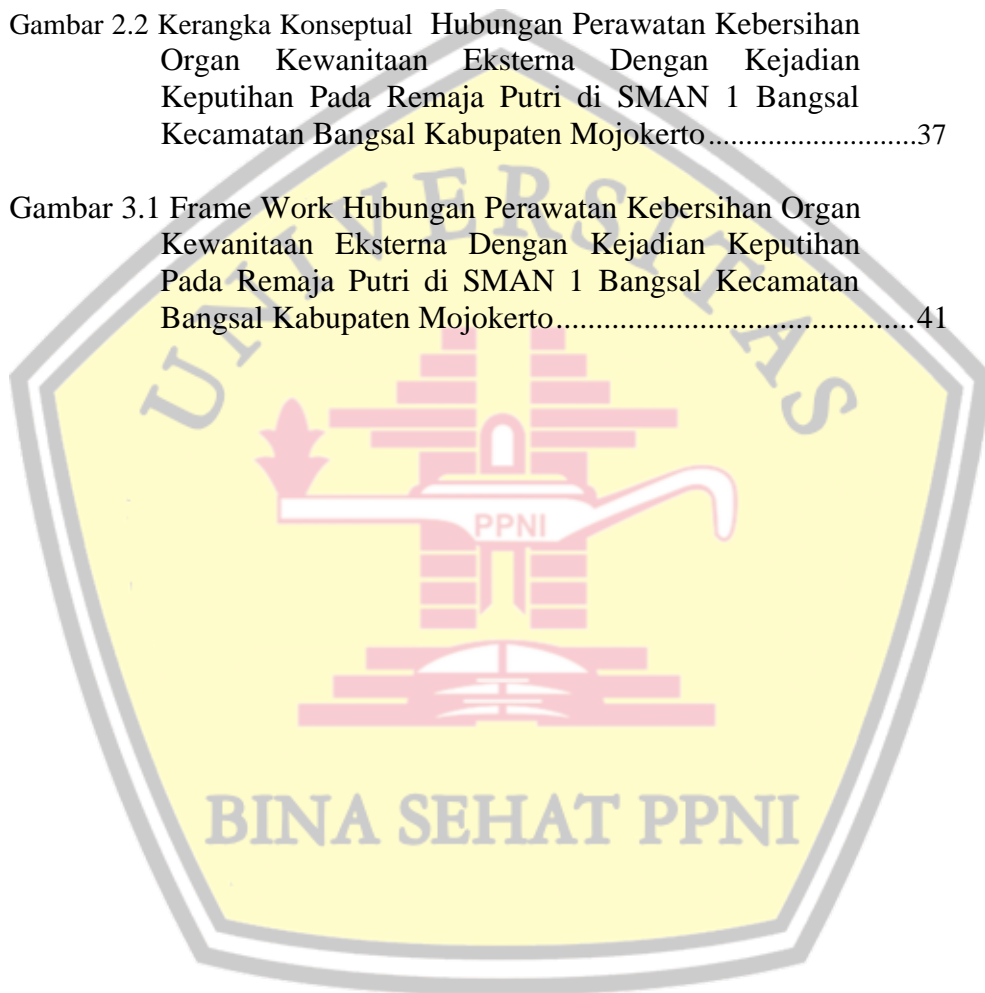 Gambar 2.2 Kerangka Konseptual Hubungan Perawatan Kebersihan
Organ Kewanitaan Eksterna Dengan Kejadian
Keputihan Pada Remaja Putri di SMAN 1 Bangsal
Kecamatan Bangsal Kabupaten Mojokerto...........................37
Gambar 3.1 Frame Work Hubungan Perawatan Kebersihan Organ
Kewanitaan Eksterna Dengan Kejadian Keputihan
Pada Remaja Putri di SMAN 1 Bangsal Kecamatan
Bangsal Kabupaten Mojokerto.............................................41
UNIVERSITAS
PPNI
BINA SEHAT PPNI